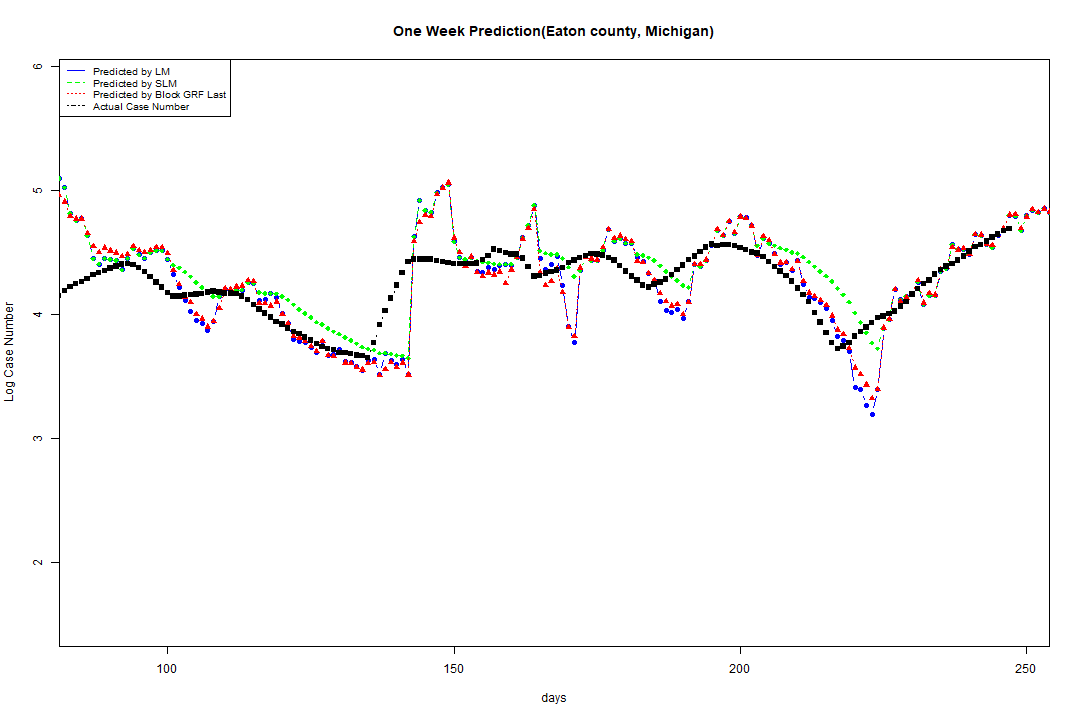 One Week Prediction(Eaton county, Michigan)
Predicted by LM
Predicted by SLM
Predicted by Block GRF Last
Actual Case Number
6
5
4
3
2
Log Case Number
100 150 200 250
days